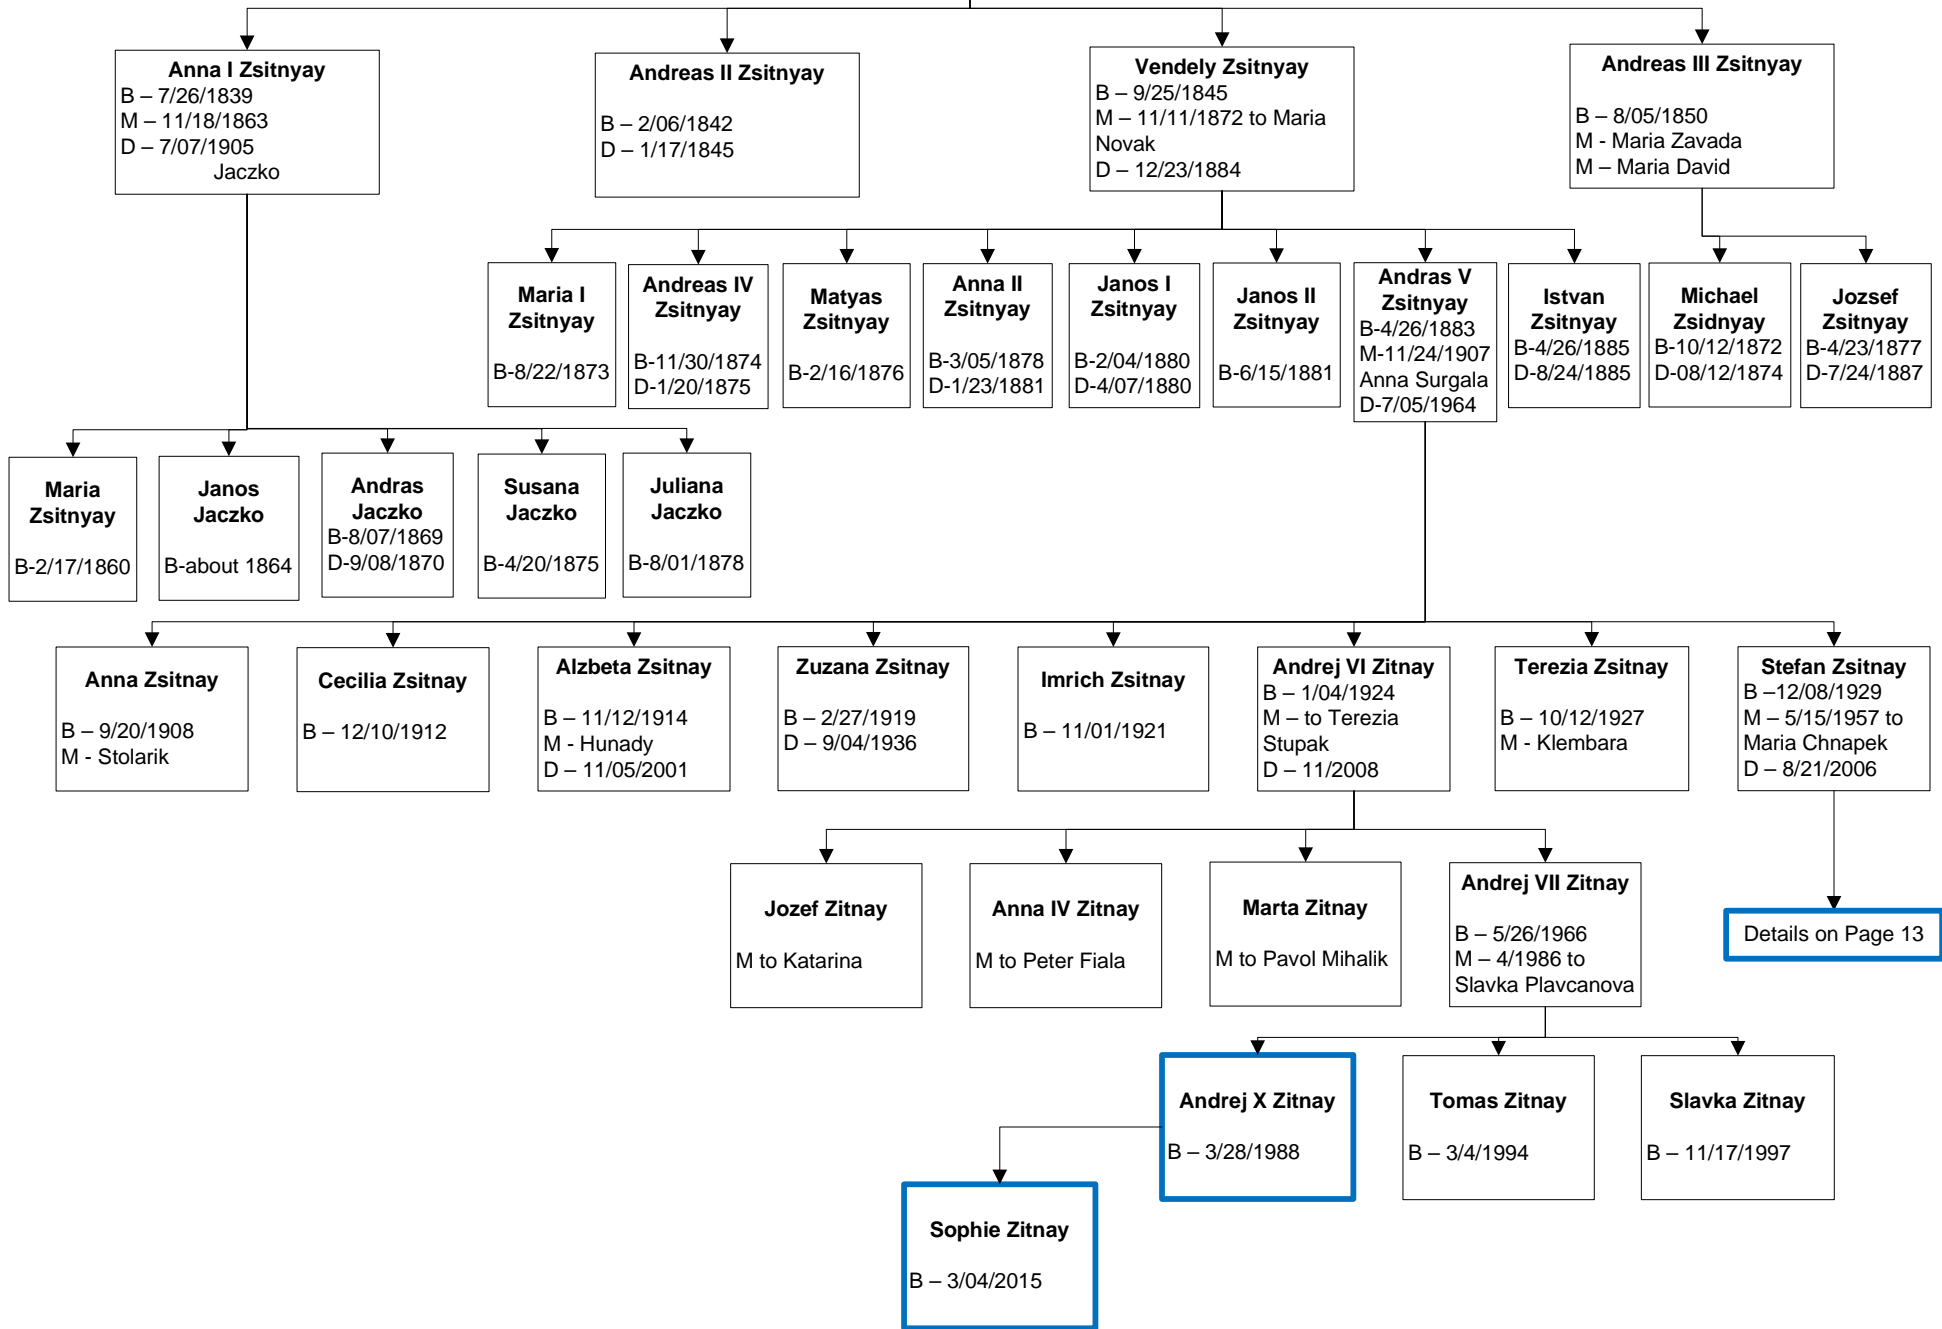 Anna I Zsitnyay
B – 7/26/1839
M – 11/18/1863
D – 7/07/1905
Jaczko
Andreas II Zsitnyay
B – 2/06/1842
D – 1/17/1845
Vendely Zsitnyay
B – 9/25/1845
M – 11/11/1872 to Maria
Novak
D – 12/23/1884
Andreas III Zsitnyay
B – 8/05/1850
M - Maria Zavada
M – Maria David
Maria I
Zsitnyay
B-8/22/1873
Andreas IV
Zsitnyay
B-11/30/1874
D-1/20/1875
Matyas
Zsitnyay
B-2/16/1876
Anna II
Zsitnyay
B-3/05/1878
D-1/23/1881
Janos I
Zsitnyay
B-2/04/1880
D-4/07/1880
Janos II
Zsitnyay
B-6/15/1881
Andras V
Zsitnyay
B-4/26/1883
M-11/24/1907
Anna Surgala
D-7/05/1964
Istvan
Zsitnyay
B-4/26/1885
D-8/24/1885
Michael
Zsidnyay
B-10/12/1872
D-08/12/1874
Jozsef
Zsitnyay
B-4/23/1877
D-7/24/1887
Maria
Zsitnyay
B-2/17/1860
Janos
Jaczko
B-about 1864
Andras
Jaczko
B-8/07/1869
D-9/08/1870
Susana
Jaczko
B-4/20/1875
Juliana
Jaczko
B-8/01/1878
Anna Zsitnay
B – 9/20/1908
M - Stolarik
Cecilia Zsitnay
B – 12/10/1912
Alzbeta Zsitnay
B – 11/12/1914
M - Hunady
D – 11/05/2001
Zuzana Zsitnay
B – 2/27/1919
D – 9/04/1936
Imrich Zsitnay
B – 11/01/1921
Andrej VI Zitnay
B – 1/04/1924
M – to Terezia
Stupak
D – 11/2008
Terezia Zsitnay
B – 10/12/1927
M - Klembara
Stefan Zsitnay
B –12/08/1929
M – 5/15/1957 to
Maria Chnapek
D – 8/21/2006
Jozef Zitnay
M to Katarina
Anna IV Zitnay
M to Peter Fiala
Marta Zitnay
M to Pavol Mihalik
Andrej VII Zitnay
B – 5/26/1966
M – 4/1986 to
Slavka Plavcanova
Details on Page 13
Andrej X Zitnay
B – 3/28/1988
Tomas Zitnay
B – 3/4/1994
Slavka Zitnay
B – 11/17/1997
Sophie Zitnay
B – 3/04/2015